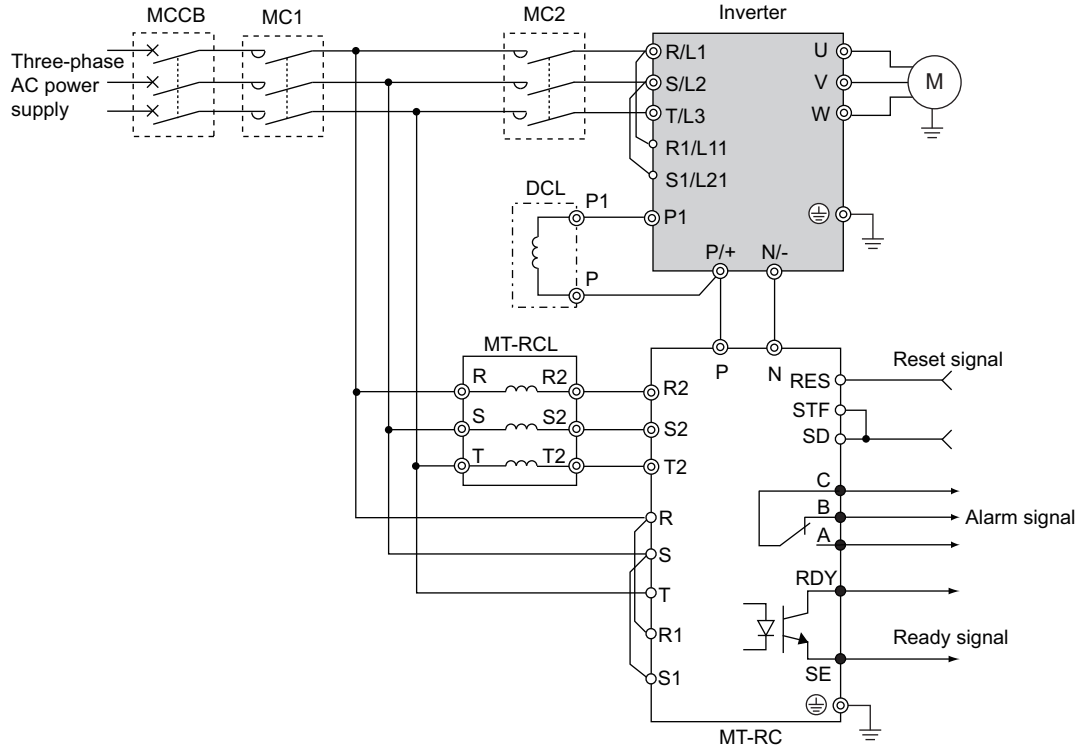 MCCB
MC1
MC2
Inverter
Three-phase
AC power
supply
R/L1
S/L2
T/L3
R1/L11
S1/L21
P1
P/+
N/-
U
V
W
M
DCL
P1
P
MT-RCL
R
R2
S
S2
T
T2
P
N
R2
S2
T2
R
S
T
R1
S1
RES
STF
SD
C
B
A
RDY
SE
Reset signal
Alarm signal
Ready signal
MT-RC